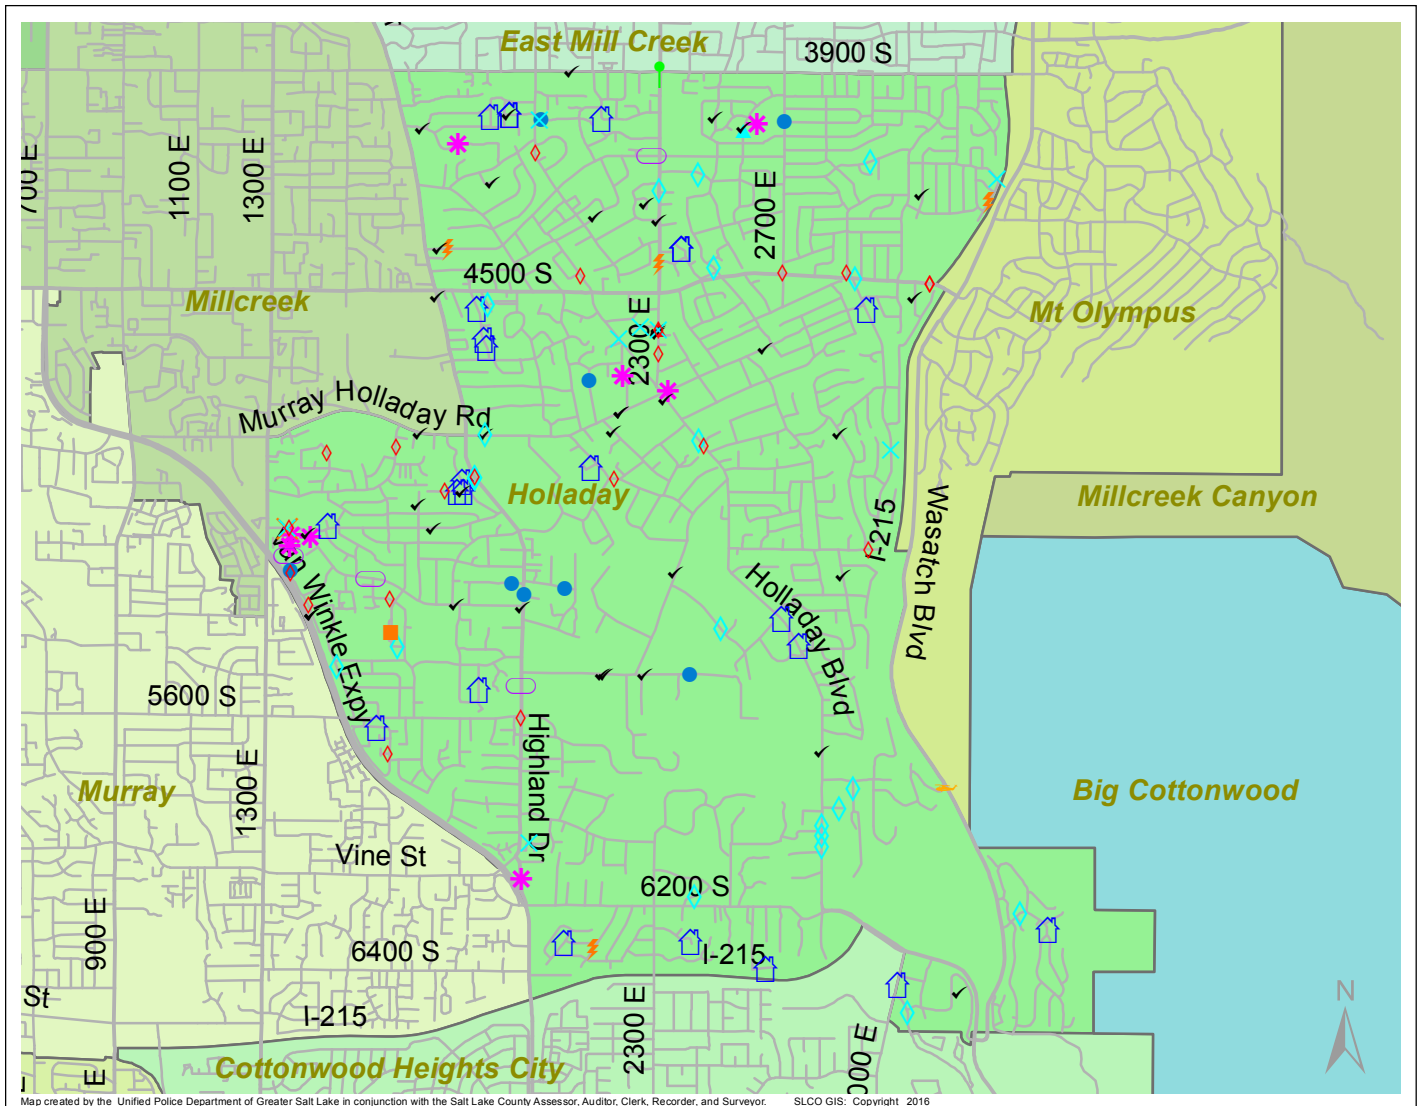 East Mill Creek
3900 S
700 E
1100 E
1300 E
2700 E
4500 S
Millcreek
Mt Olympus
2300 E
Murray Holladay Rd
Holladay
Millcreek Canyon
I-215
Wasatch Blvd
Van Winkle Expy
Holladay Blvd
5600 S
Highland Dr
Murray
1300 E
Big Cottonwood
Vine St
6200 S
900 E
6400 S
I-215
St
I-215
2300 E
000 E
N
Cottonwood Heights City
E
Map created by the Unified Police Department of Greater Salt Lake in conjunction with the Salt Lake County Assessor, Auditor, Clerk, Recorder, and Surveyor. SLCO GIS: Copyright 2016